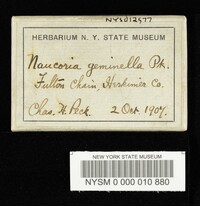 NYSD12577
HERBARIUM N. Y. STATE MUSEUM
Naucoria geminella Pk.
Fulton Chain, Herkimer Co.
Chas. H. Peck. 2 Oct 1907.
NEW YORK STATE MUSEUM
NYSM 0 000 010 880